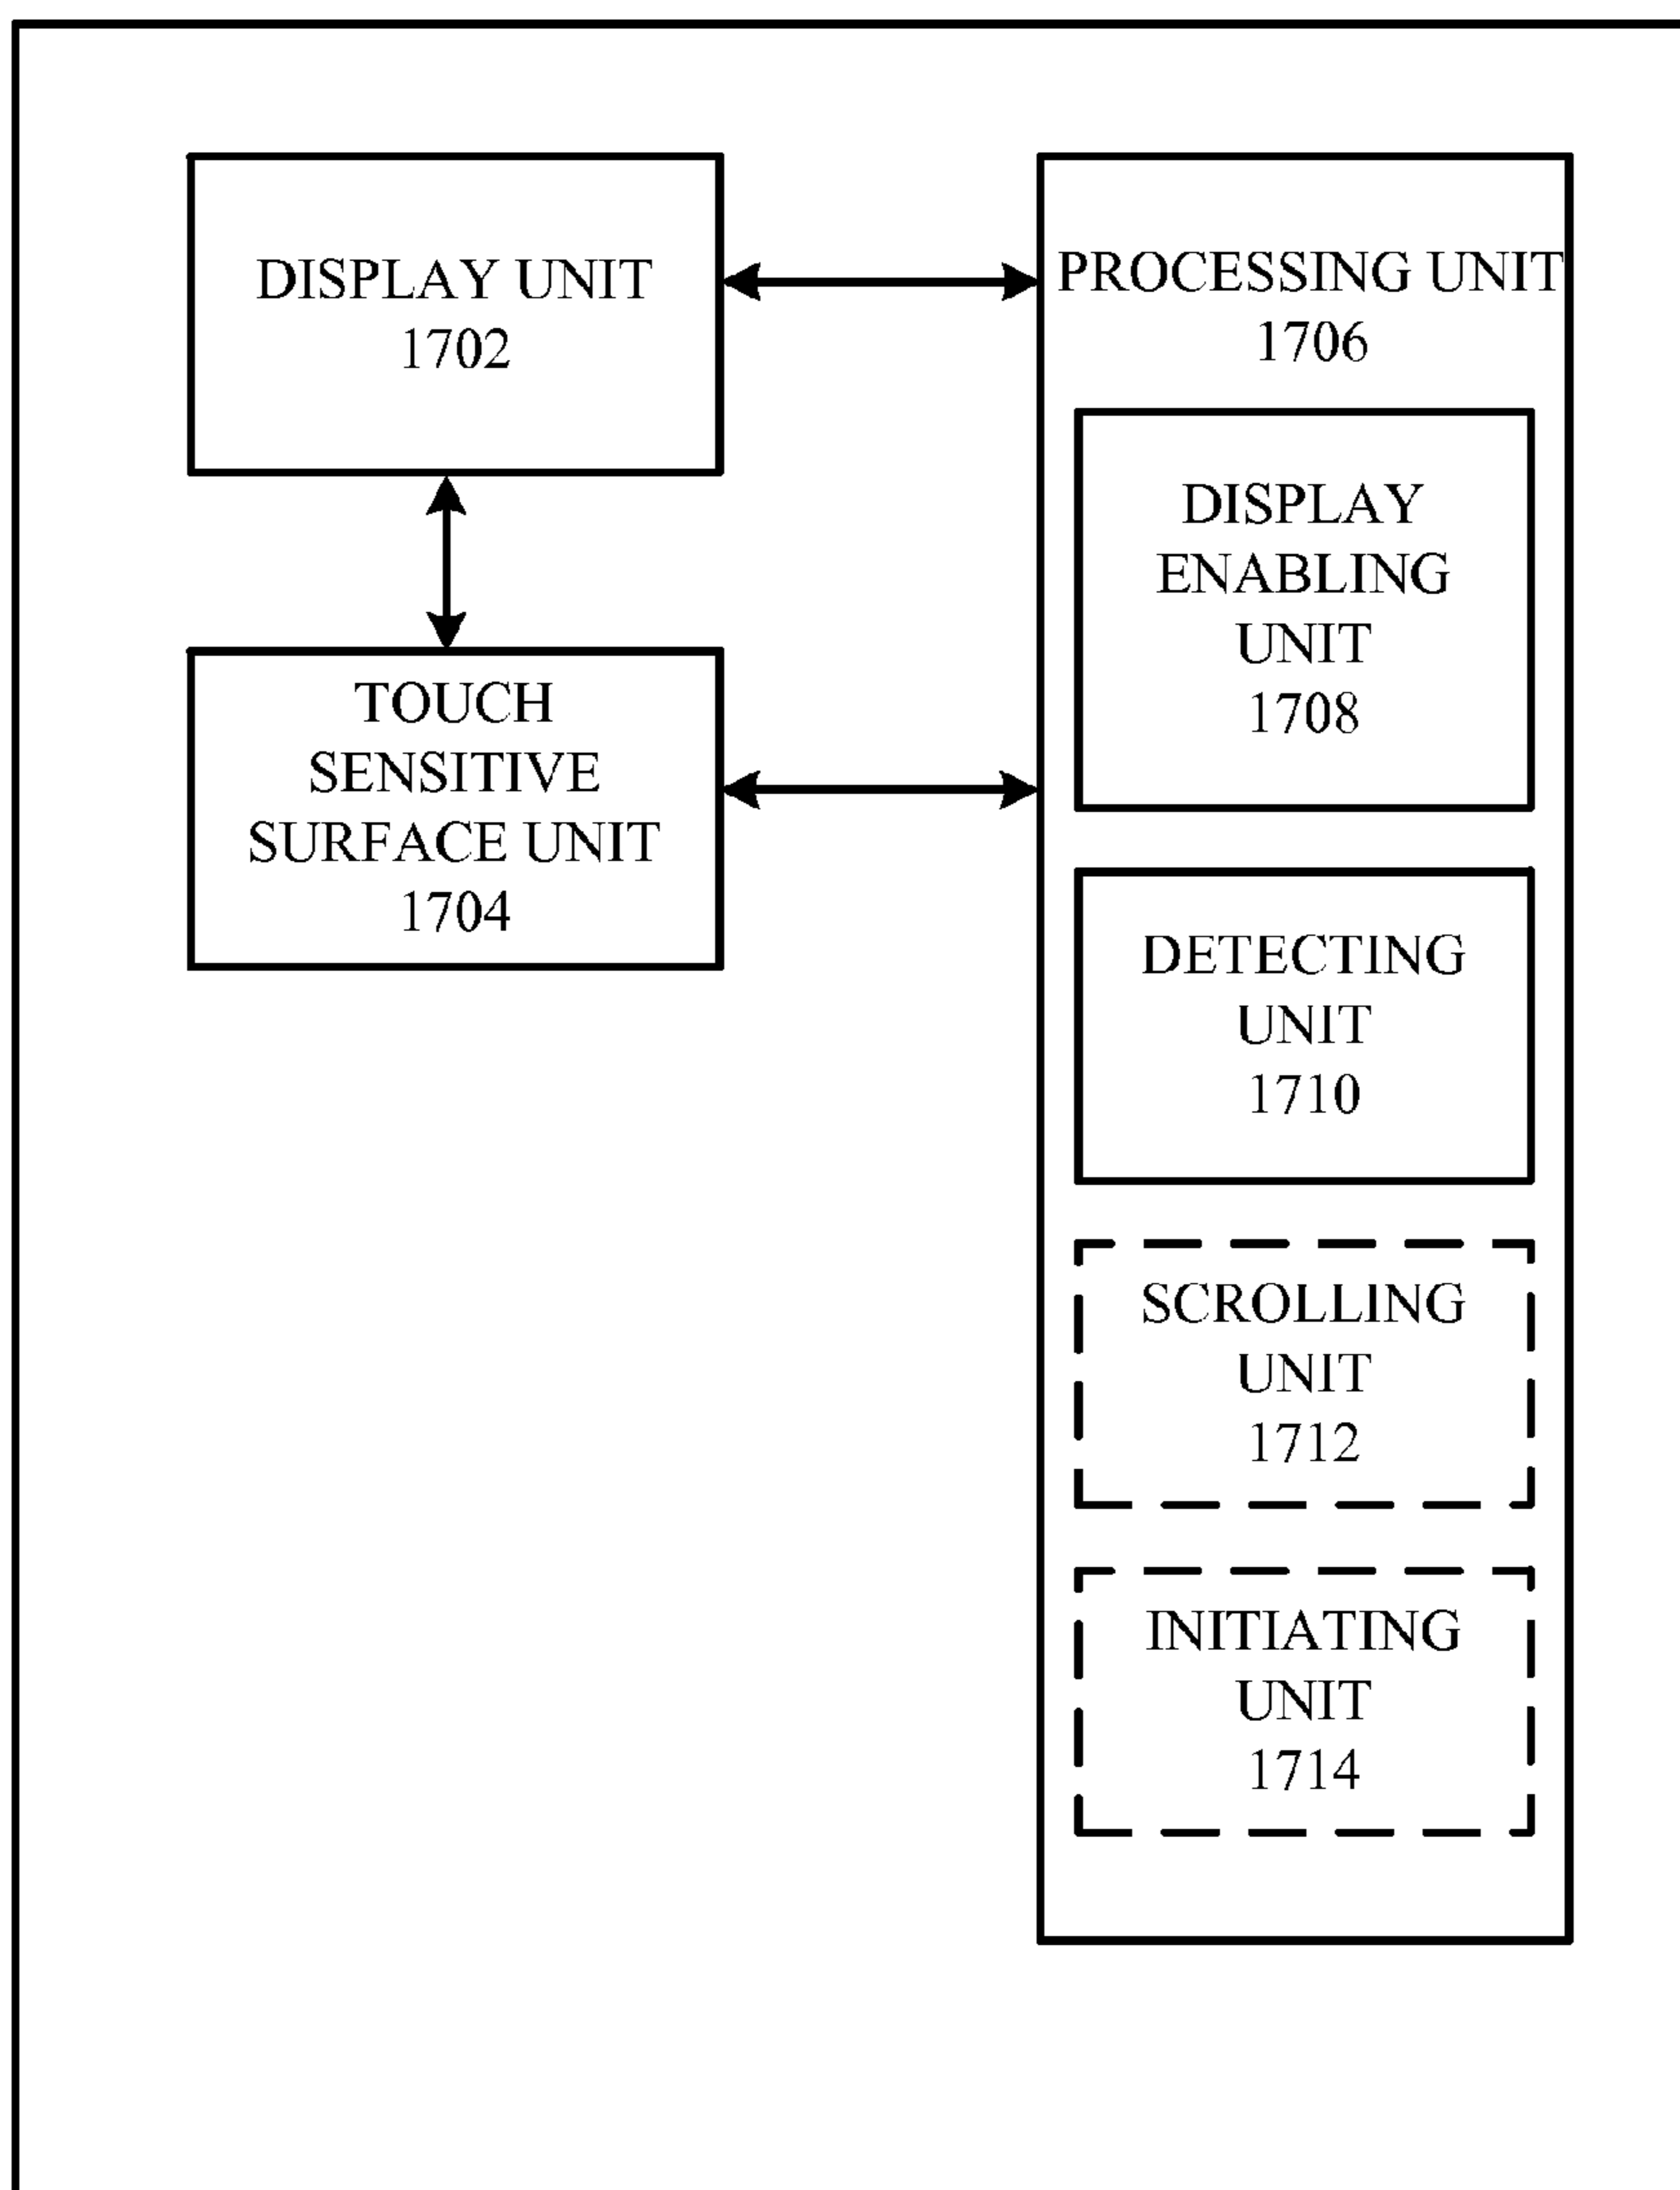 DISPLAY UNIT
1702
TOUCH
SENSITIVE
SURFACE UNIT
1704
PROCESSING UNIT
1706
DISPLAY
ENABLING
UNIT
1708
DETECTING
UNIT
1710
SCROLLING
UNIT
1712
INITIATING
UNIT
1714